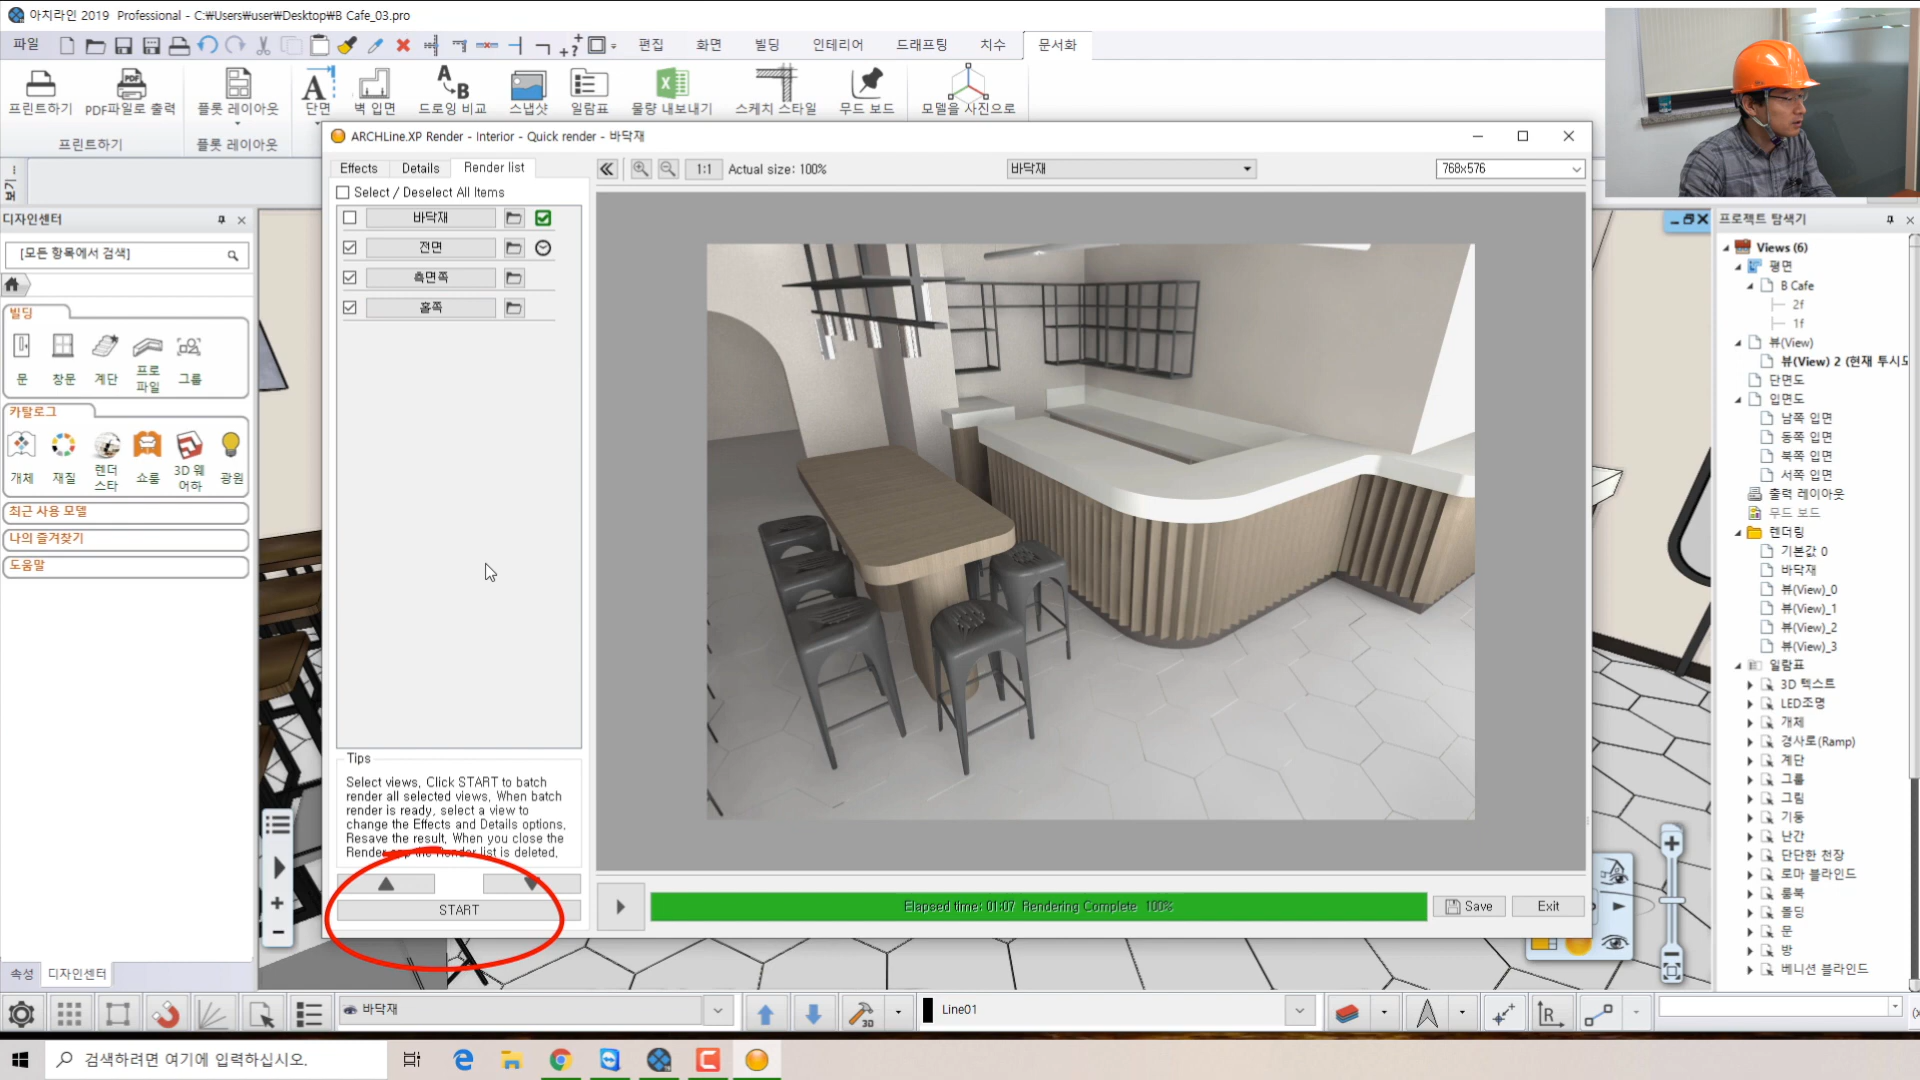 아치라인 2019 Professional - C:₩Users₩user₩Desktop₩B Cafe_03.pro
파일
편집
화면
빌딩
인테리어
드래프팅
치수
문서화
프린트하기
PDF파일로 출력
플롯 레이아웃
단면
벽 입면
드로잉 비교
스냅샷
일람표
물량 내보내기
스케치 스타일
무드 보드
모델을 사진으로
프린트하기
플롯 레이아웃
보기...
ARCHLine.XP Render - Interior - Quick render - 바닥재
Effects
Details
Render list
1:1
Actual size: 100%
바닥재
768x576
Select / Deselect All Items
바닥재
전면
측면쪽
홀쪽
Tips
Select views, Click START to batch
render all selected views, When batch
render is ready, select a view to
change the Effects and Details options,
Resave the result, When you close the
Render app the Render list is deleted,
START
Elapsed time: 01:07 Rendering Complete 100%
Save
Exit
디자인센터
[모든 항목에서 검색]
빌딩
문
창문
계단
프로
파일
그룹
카탈로그
개체
재질
렌더
스타
쇼룸
3D 웨
어하
광원
최근 사용 모델
나의 즐겨찾기
도움말
속성
디자인센터
프로젝트 탐색기
Views (6)
평면
B Cafe
2f
1f
뷰(View)
뷰(View) 2 (현재 투시도
단면도
입면도
남쪽 입면
동쪽 입면
북쪽 입면
서쪽 입면
출력 레이아웃
무드 보드
렌더링
기본값 0
바닥재
뷰(View)_0
뷰(View)_1
뷰(View)_2
뷰(View)_3
일람표
3D 텍스트
LED조명
개체
경사로(Ramp)
계단
그룹
그림
기둥
난간
단단한 천장
로마 블라인드
룸북
몰딩
문
방
베니션 블라인드
바닥재
3D
Line01
검색하려면 여기에 입력하십시오.